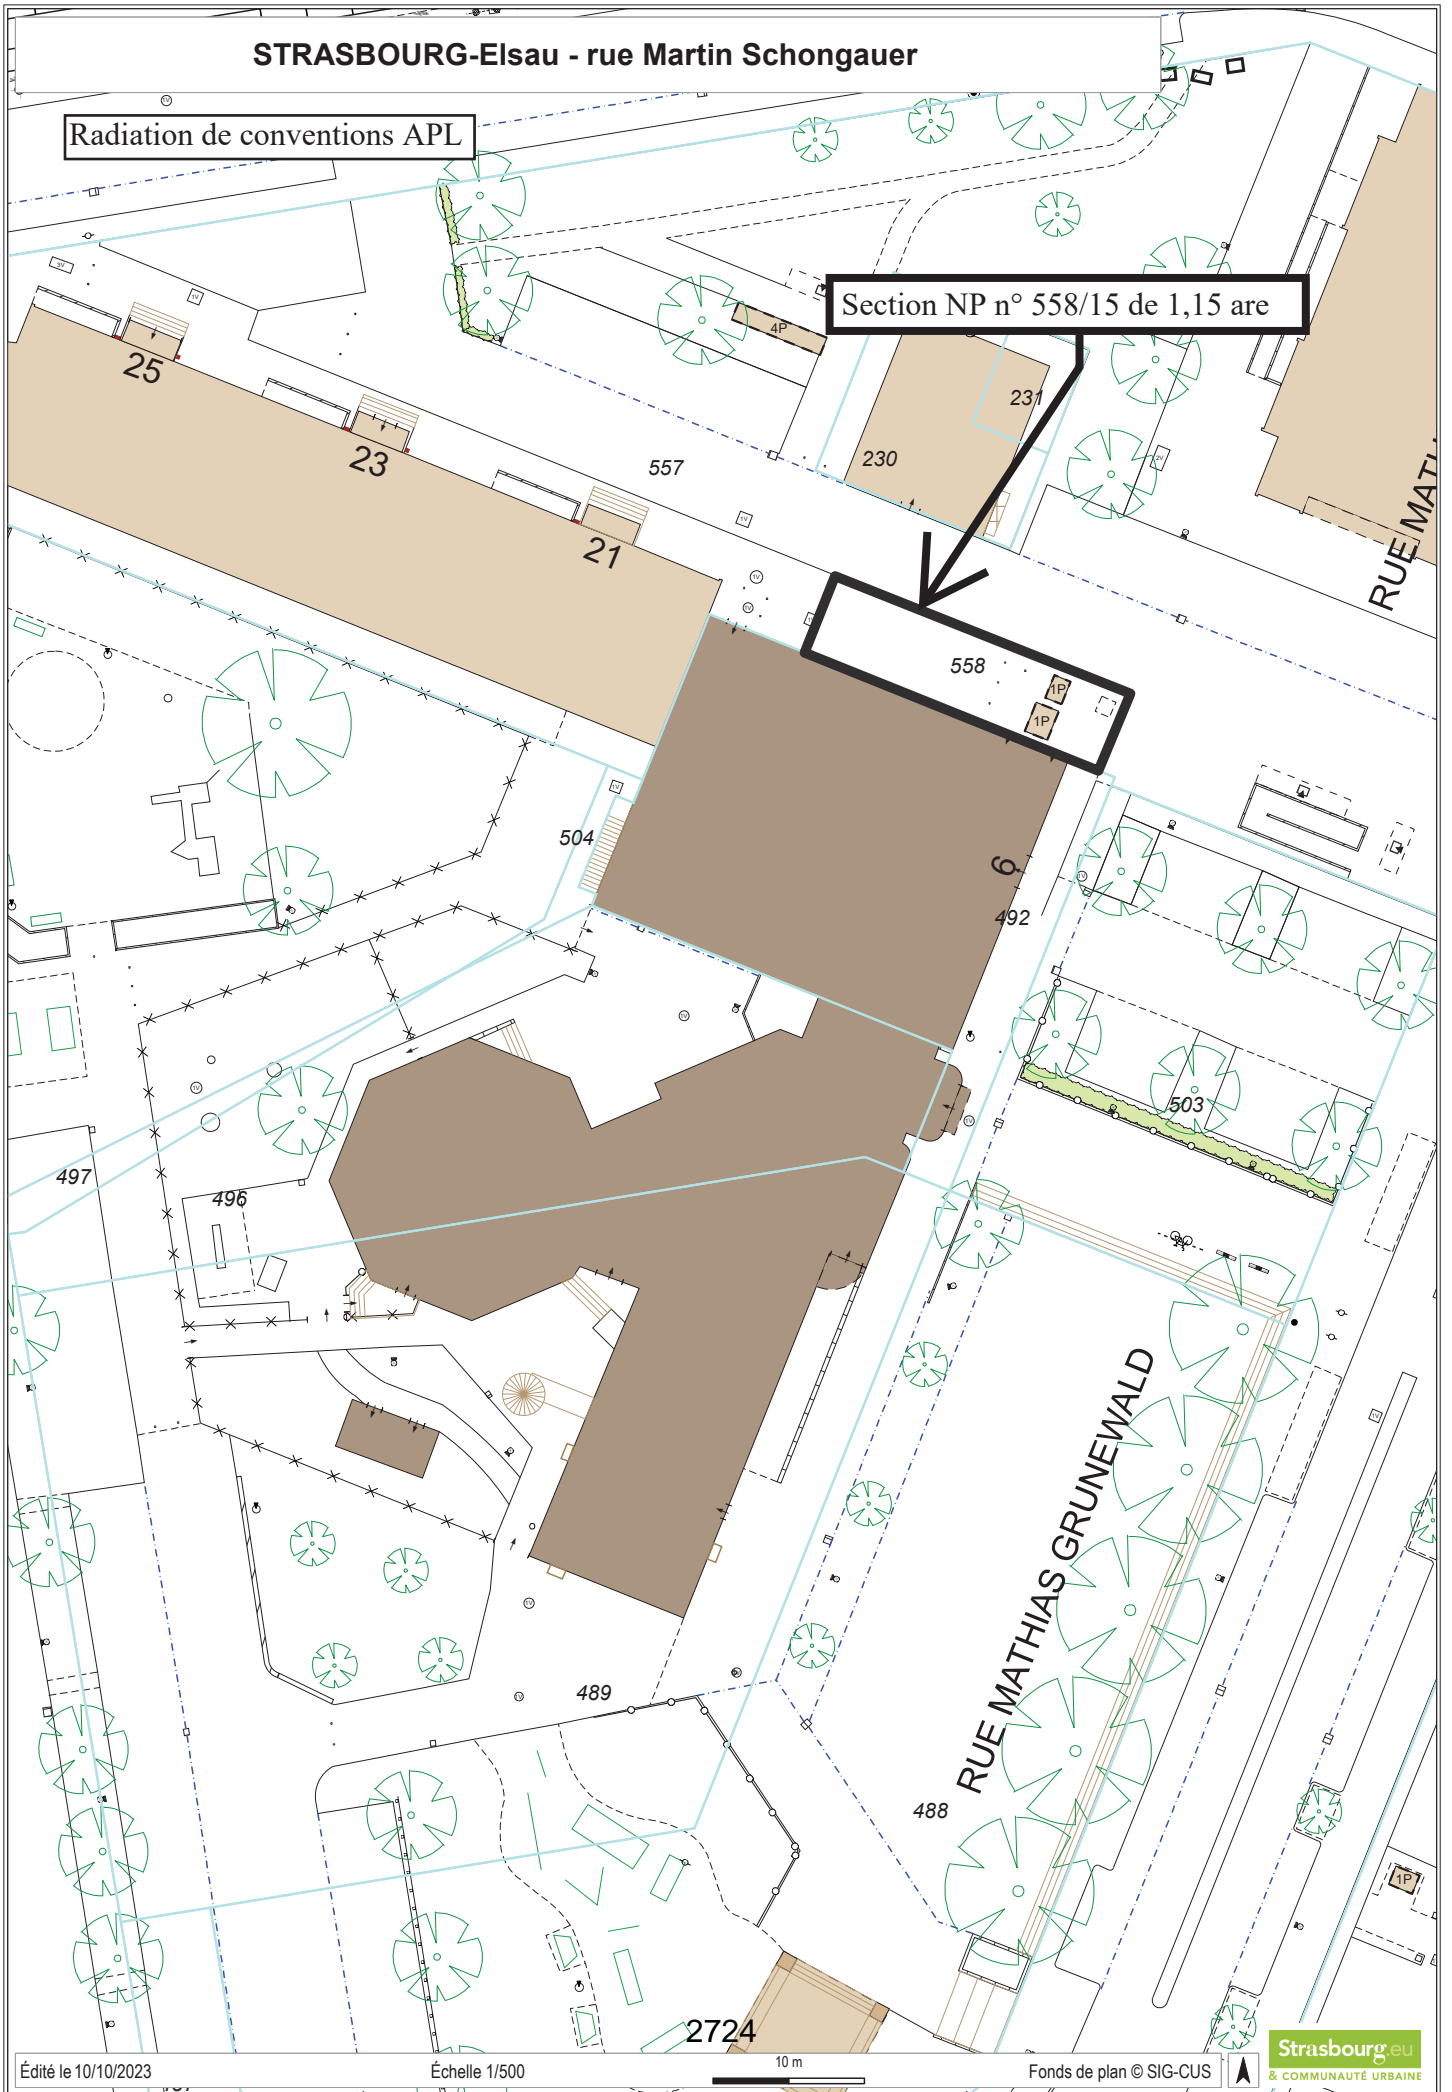 STRASBOURG-Elsau - rue Martin Schongauer
Radiation de conventions APL
Section NP n° 558/15 de 1,15 are
4P
25
23
21
557
231
230
RUE MATH
558
1P
1P
504
6
492
503
497
496
RUE MATHIAS GRUNEWALD
489
488
1P
2724
Édité le 10/10/2023
Échelle 1/500
10 m
Fonds de plan © SIG-CUS
Strasbourg.eu
& COMMUNAUTÉ URBAINE